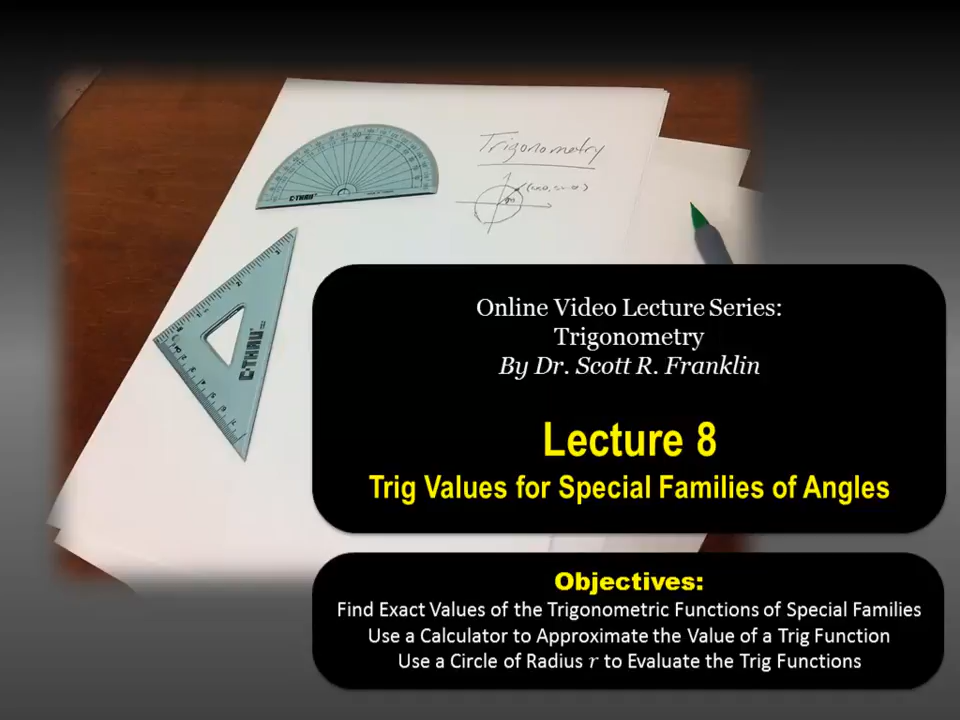 C-THRU
Trigonometry
(cos θ, sin θ)
C-THRU
Online Video Lecture Series:
Trigonometry
By Dr. Scott R. Franklin
Lecture 8
Trig Values for Special Families of Angles
Objectives:
Find Exact Values of the Trigonometric Functions of Special Families
Use a Calculator to Approximate the Value of a Trig Function
Use a Circle of Radius r to Evaluate the Trig Functions